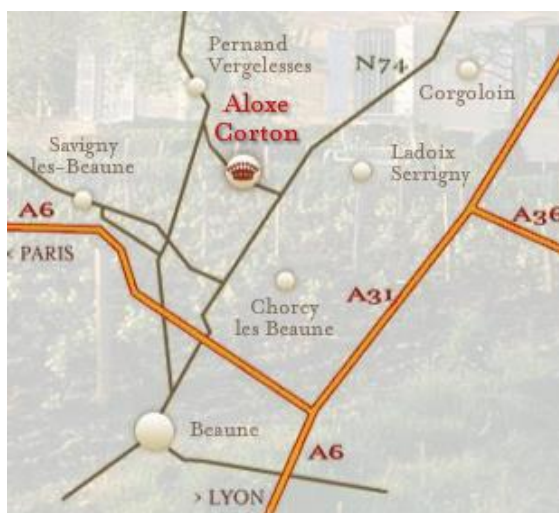 Pernand
Vergelesses
N74
Corgoloin
Aloxe
Corton
Savigny
les-Beaune
Ladoix
Serrigny
A6
A36
‹ PARIS
Chorcy
les Beaune
A31
Beaune
A6
› LYON